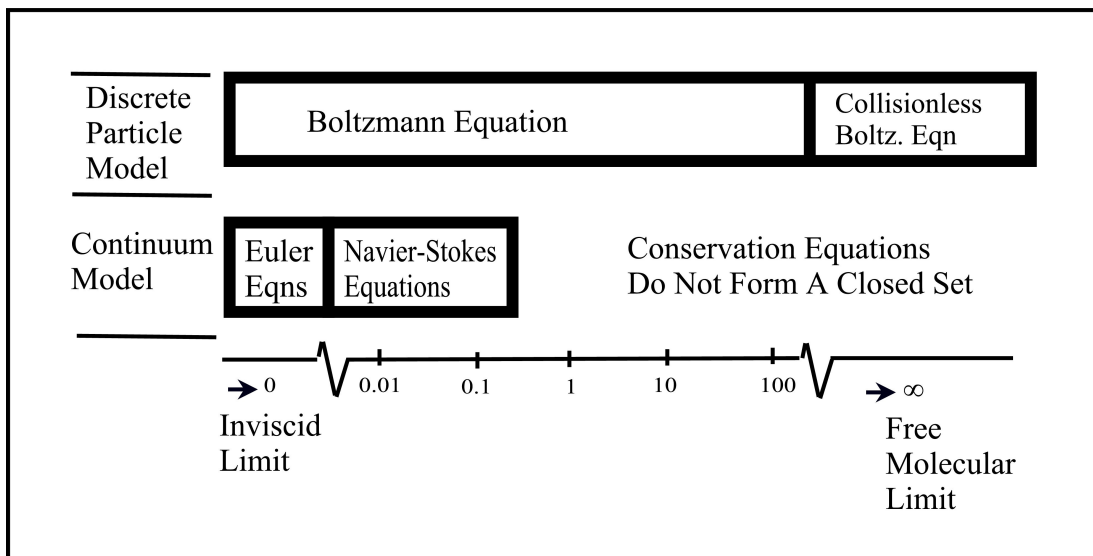 Discrete
Particle
Model
Boltzmann Equation
Collisionless
Boltz. Eqn
Continuum
Model
Euler
Eqns
Navier-Stokes
Equations
Conservation Equations
Do Not Form A Closed Set
0
0.01
0.1
1
10
100
∞
Inviscid
Limit
Free
Molecular
Limit